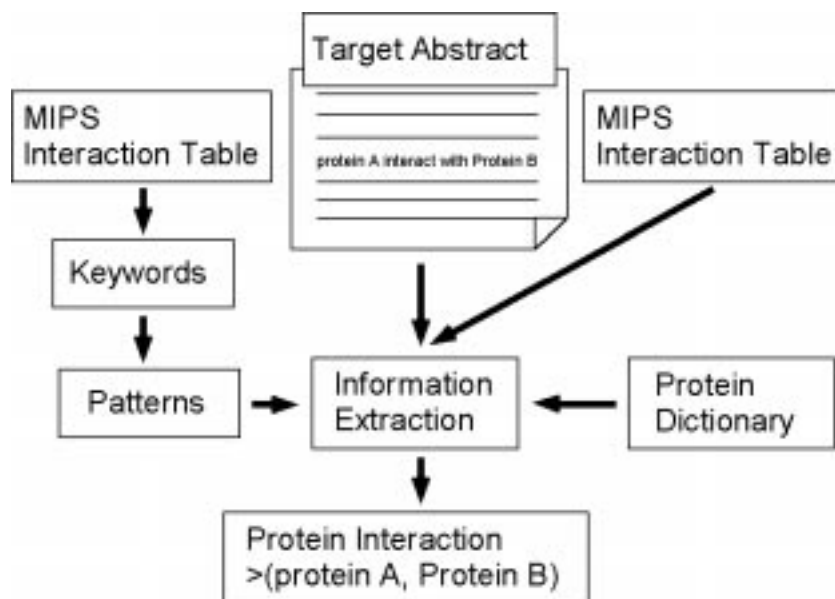 Target Abstract
MIPS
Interaction Table
protein A interact with Protein B
MIPS
Interaction Table
Keywords
Patterns
Information
Extraction
Protein
Dictionary
Protein Interaction
>(protein A, Protein B)